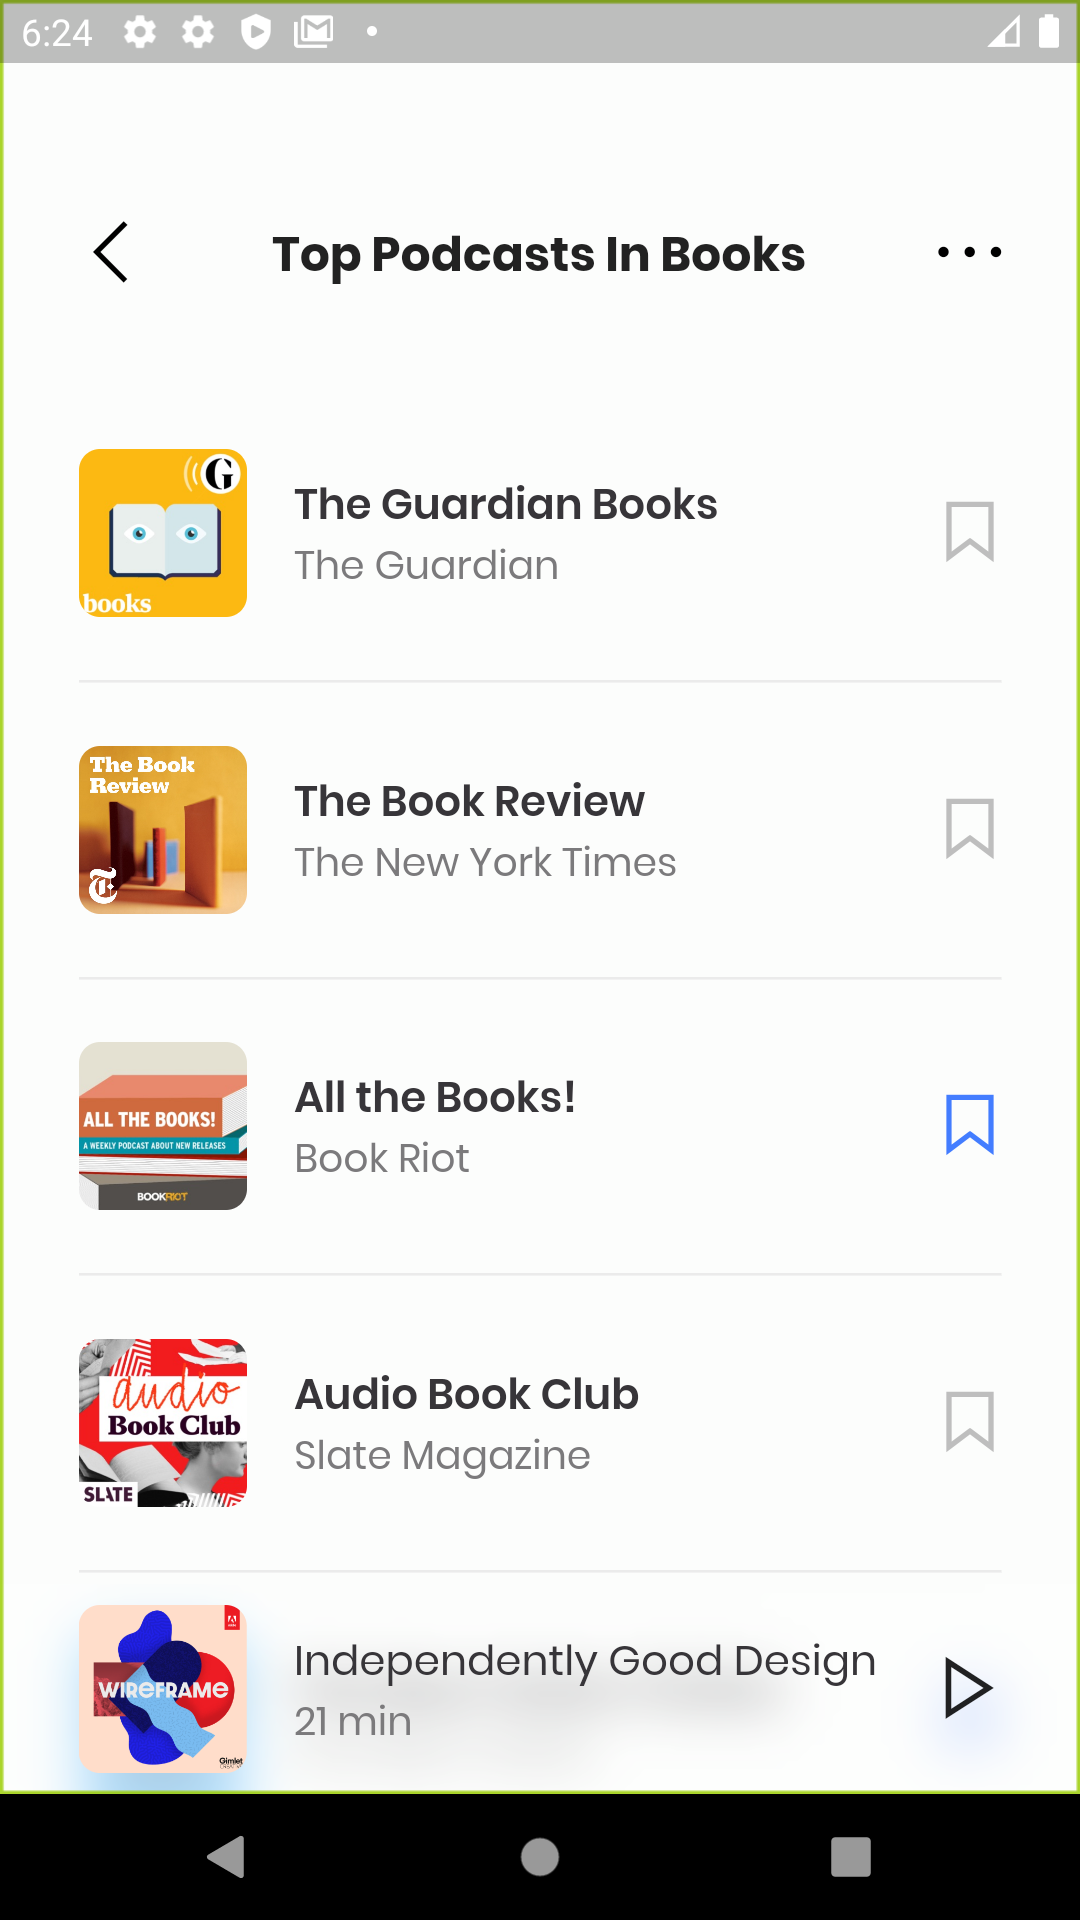 6:24
Top Podcasts In Books
G
books
The Guardian Books
The Guardian
The Book
Review
T
The Book Review
The New York Times
ALL THE BOOKS!
A WEEKLY PODCAST ABOUT NEW RELEASES
BOOKRIOT
All the Books!
Book Riot
audio
Book Club
SLATE
Audio Book Club
Slate Magazine
WIREFRAME
Gimlet
CREATIVE
Independently Good Design
21 min